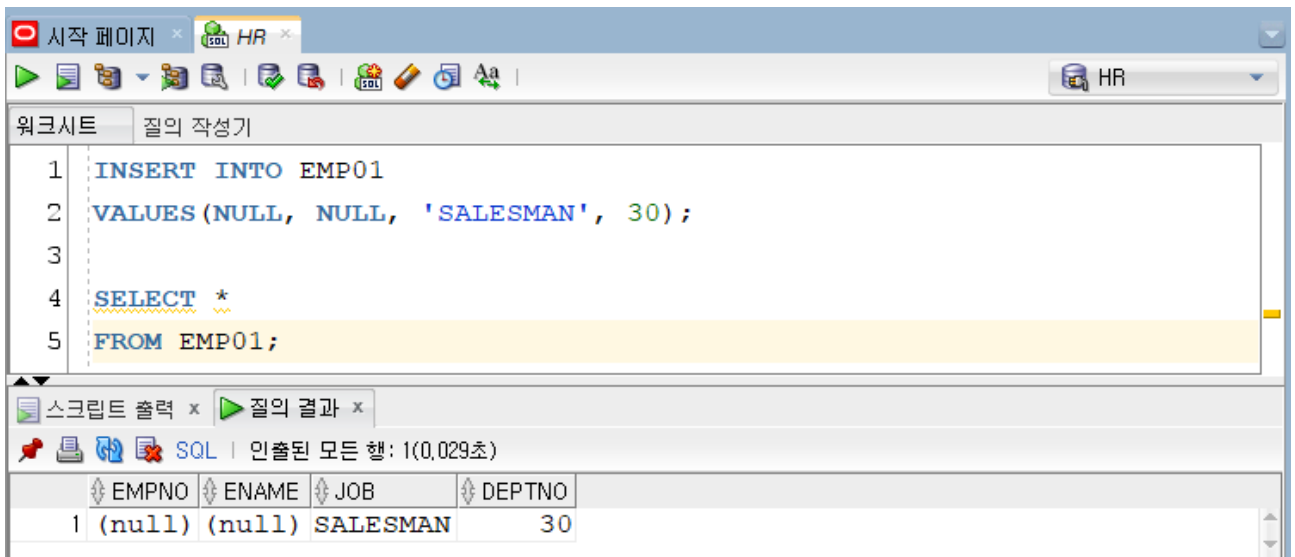 시작 페이지 × HR ×
HR
워크시트 질의 작성기
1 INSERT INTO EMP01
2 VALUES(NULL, NULL, 'SALESMAN', 30);
3
4 SELECT *
5 FROM EMP01;
스크립트 출력 x 질의 결과 x
SQL | 인출된 모든 행: 1(0,029초)
EMPNO ENAME JOB DEPTNO
1 (null) (null) SALESMAN 30